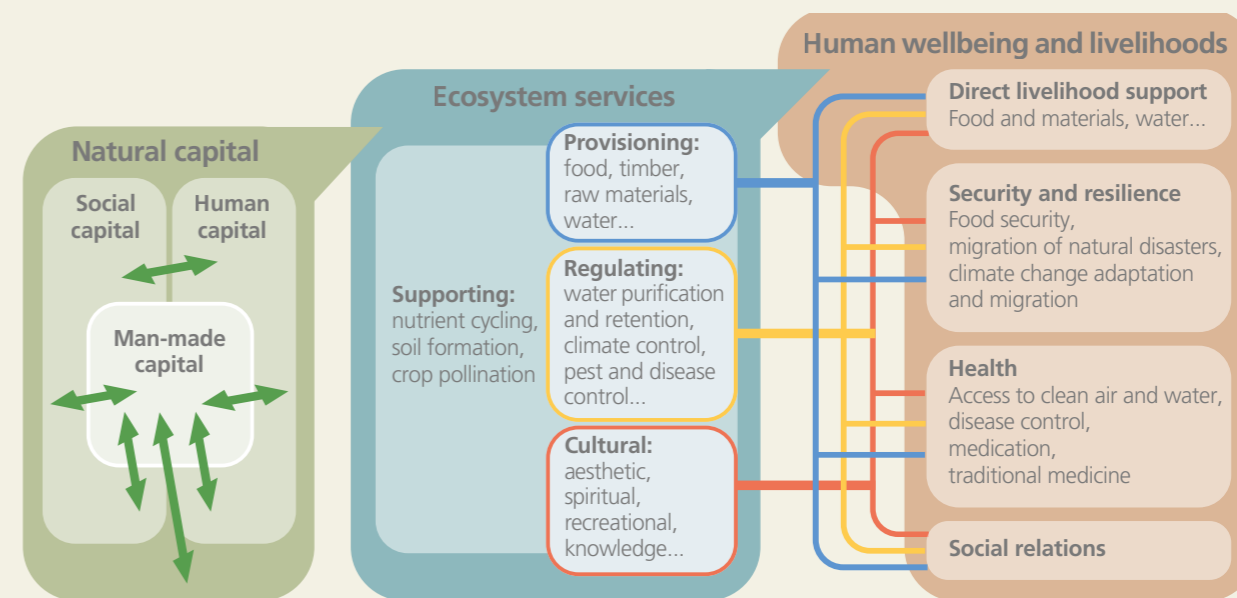 Natural capital
Social
capital
Human
capital
Man-made
capital
Ecosystem services
Supporting:
nutrient cycling,
soil formation,
crop pollination
Provisioning:
food, timber,
raw materials,
water...
Regulating:
water purification
and retention,
climate control,
pest and disease
control...
Cultural:
aesthetic,
spiritual,
recreational,
knowledge...
Human wellbeing and livelihoods
Direct livelihood support
Food and materials, water...
Security and resilience
Food security,
migration of natural disasters,
climate change adaptation
and migration
Health
Access to clean air and water,
disease control,
medication,
traditional medicine
Social relations